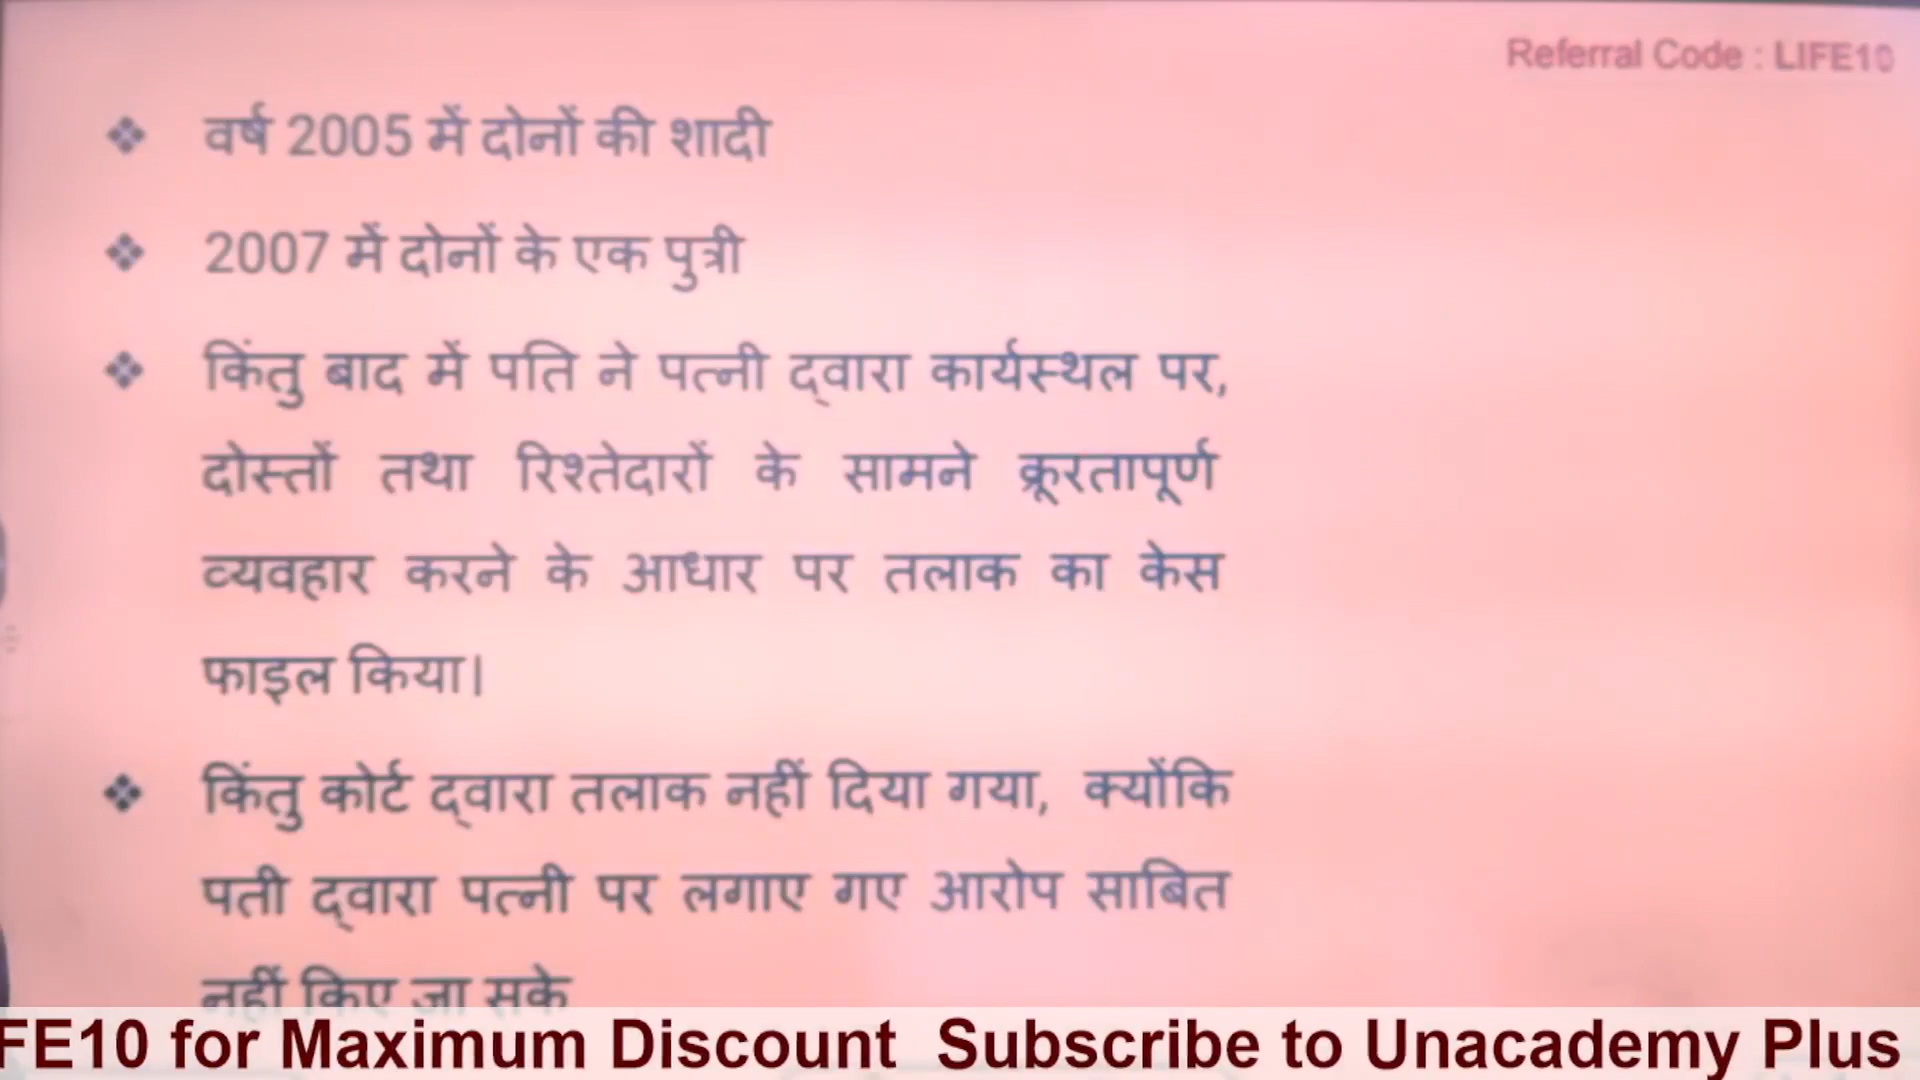 Referral Code : LIFE10
❖ वर्ष 2005 में दोनों की शादी
❖ 2007 में दोनों के एक पुत्री
❖ किंतु बाद में पति ने पत्नी द्वारा कार्यस्थल पर,
दोस्तों तथा रिश्तेदारों के सामने क्रूरतापूर्ण
व्यवहार करने के आधार पर तलाक का केस
फाइल किया।
❖ किंतु कोर्ट द्वारा तलाक नहीं दिया गया, क्योंकि
पती द्वारा पत्नी पर लगाए गए आरोप साबित
नहीं किए जा सके
FE10 for Maximum Discount Subscribe to Unacademy Plus